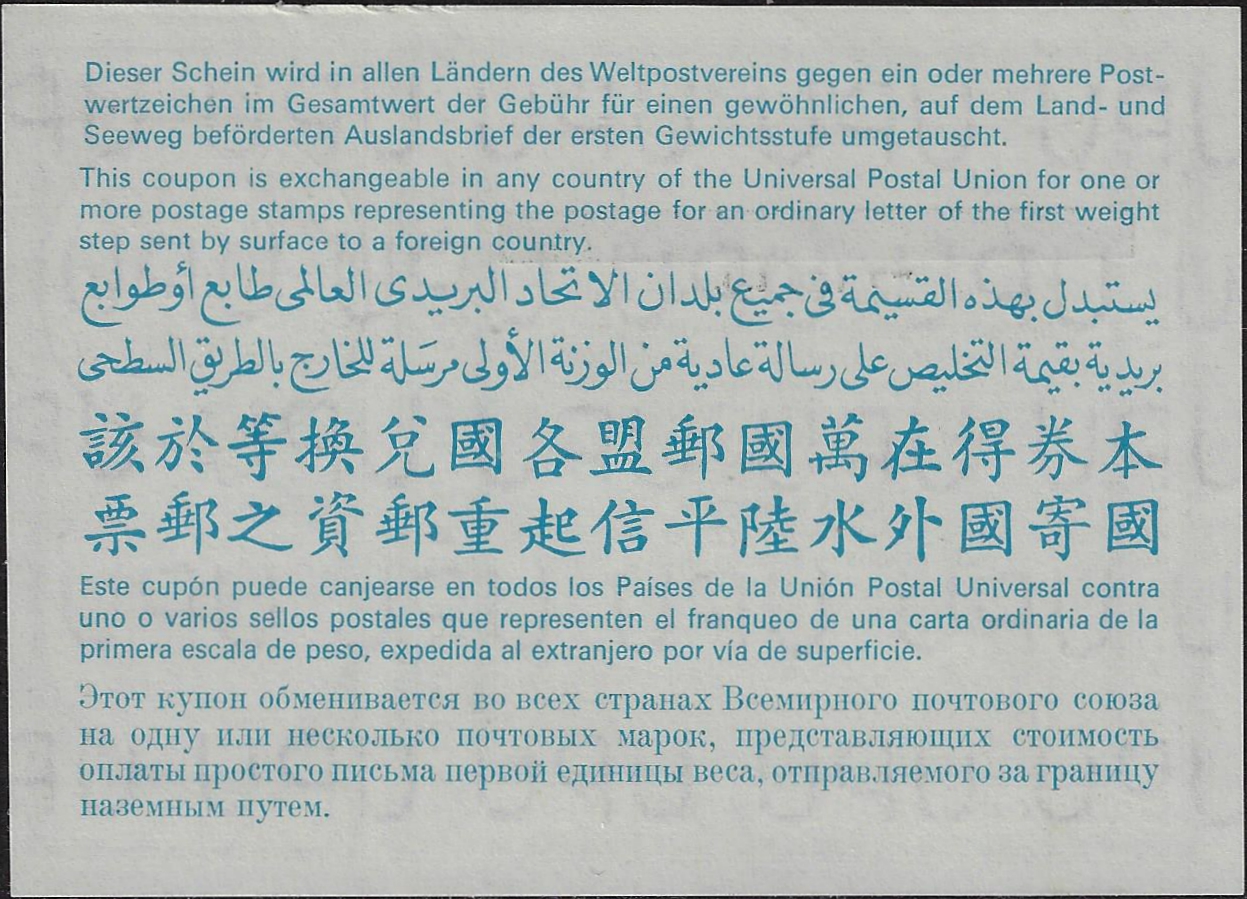 Dieser Schein wird in allen Ländern des Weltpostvereins gegen ein oder mehrere Post-
wertzeichen im Gesamtwert der Gebühr für einen gewöhnlichen, auf dem Land- und
Seeweg beförderten Auslandsbrief der ersten Gewichtsstufe umgetauscht.
This coupon is exchangeable in any country of the Universal Postal Union for one or
more postage stamps representing the postage for an ordinary letter of the first weight
step sent by surface to a foreign country.
يستبدل بهذه القسيمة فى جميع بلدان الاتحاد البريدى العالمى طابع أو طوابع
بريدية بقيمة التخليص على رسالة عادية من الوزنة الأولى مرسَلة للخارج بالطريق السطحى
本券得在萬國郵盟各國兌換等於該
國寄國外水陸平信起重郵資之郵票
Este cupón puede canjearse en todos los Países de la Unión Postal Universal contra
uno o varios sellos postales que representen el franqueo de una carta ordinaria de la
primera escala de peso, expedida al extranjero por vía de superficie.
Этот купон обменивается во всех странах Всемирного почтового союза
на одну или несколько почтовых марок, представляющих стоимость
оплаты простого письма первой единицы веса, отправляемого за границу
наземным путем.